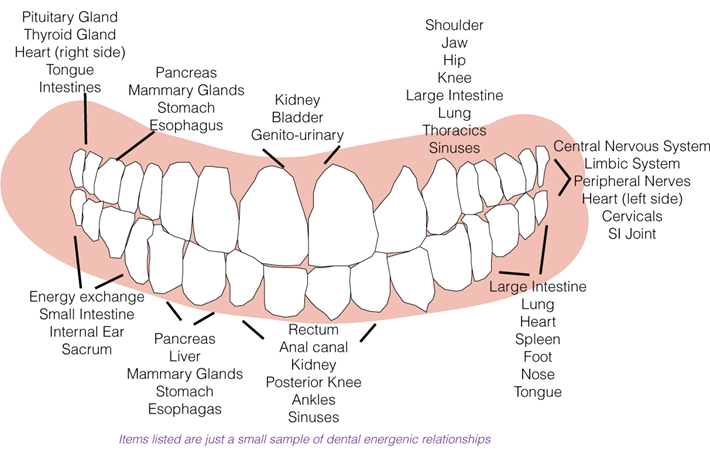 Pituitary Gland
Thyroid Gland
Heart (right side)
Tongue
Intestines
Pancreas
Mammary Glands
Stomach
Esophagus
Kidney
Bladder
Genito-urinary
Shoulder
Jaw
Hip
Knee
Large Intestine
Lung
Thoracics
Sinuses
Central Nervous System
Limbic System
Peripheral Nerves
Heart (left side)
Cervicals
SI Joint
Energy exchange
Small Intestine
Internal Ear
Sacrum
Pancreas
Liver
Mammary Glands
Stomach
Esophagas
Rectum
Anal canal
Kidney
Posterior Knee
Ankles
Sinuses
Large Intestine
Lung
Heart
Spleen
Foot
Nose
Tongue
Items listed are just a small sample of dental energenic relationships